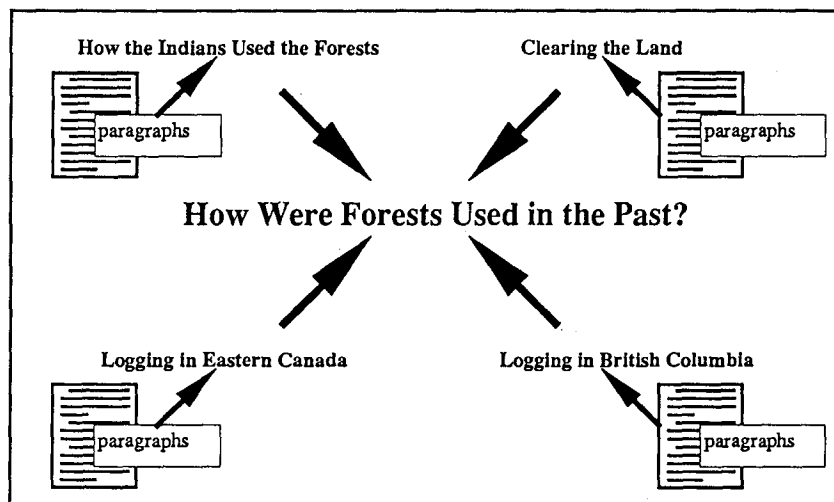 How the Indians Used the Forests
Clearing the Land
paragraphs
paragraphs
How Were Forests Used in the Past?
Logging in Eastern Canada
Logging in British Columbia
paragraphs
paragraphs